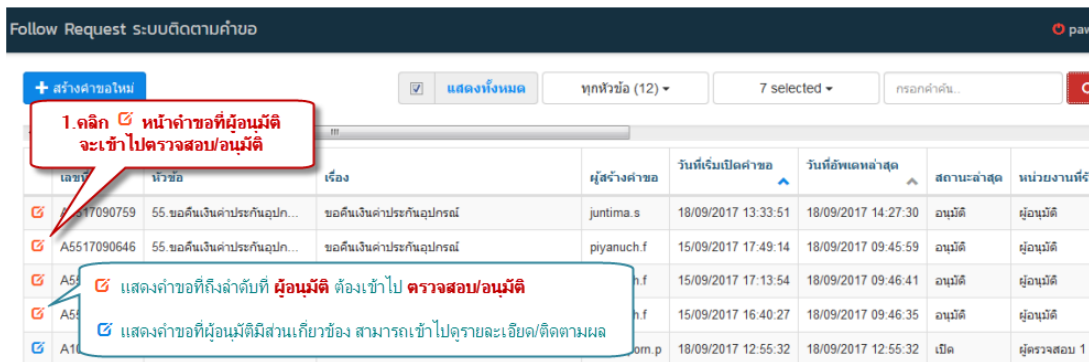 Follow Request ระบบติดตามคำขอ
สร้างคำขอใหม่ แสดงทั้งหมด ทุกหัวข้อ (12) 7 selected กรอกคำค้น..
1.คลิก หน้าคำขอที่ผู้อนุมัติ
จะเข้าไปตรวจสอบ/อนุมัติ
หัวข้อ เรื่อง ผู้สร้างคำขอ วันที่เริ่มเปิดคำขอ วันที่อัพเดทล่าสุด สถานะล่าสุด
55.ขอคืนเงินค่าประกันอุปก... ขอคืนเงินค่าประกันอุปกรณ์ juntima.s 18/09/2017 13:33:51 18/09/2017 14:27:30 อนุมัติ ผู้อนุมัติ
A5517090646 55.ขอคืนเงินค่าประกันอุปก... ขอคืนเงินค่าประกันอุปกรณ์ piyanuch.f 15/09/2017 17:49:14 18/09/2017 09:45:59 อนุมัติ ผู้อนุมัติ
15/09/2017 17:13:54 18/09/2017 09:46:41 อนุมัติ ผู้อนุมัติ
แสดงคำขอที่ถึงลำดับที่ ผู้อนุมัติ ต้องเข้าไป ตรวจสอบ/อนุมัติ
15/09/2017 16:40:27 18/09/2017 09:46:35 อนุมัติ ผู้อนุมัติ
แสดงคำขอที่ผู้อนุมัติมีส่วนเกี่ยวข้อง สามารถเข้าไปดูรายละเอียด/ติดตามผล
18/09/2017 12:55:32 18/09/2017 12:55:32 เปิด ผู้ตรวจสอบ 1